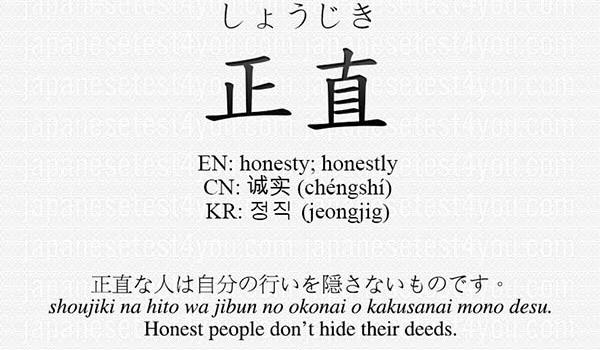 しょうじき
正直
EN: honesty; honestly
CN: 诚实 (chéngshí)
KR: 정직 (jeongjig)
正直な人は自分の行いを隠さないものです。
shoujiki na hito wa jibun no okonai o kakusanai mono desu.
Honest people don’t hide their deeds.